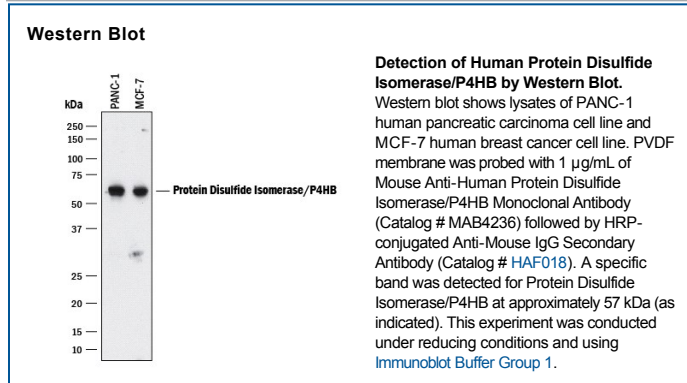 Western Blot
kDa
PANC-1
MCF-7
250
150
100
75
50
37
25
20
15
10
Protein Disulfide Isomerase/P4HB
Detection of Human Protein Disulfide
Isomerase/P4HB by Western Blot.
Western blot shows lysates of PANC-1
human pancreatic carcinoma cell line and
MCF-7 human breast cancer cell line. PVDF
membrane was probed with 1 µg/mL of
Mouse Anti-Human Protein Disulfide
Isomerase/P4HB Monoclonal Antibody
(Catalog # MAB4236) followed by HRP-
conjugated Anti-Mouse IgG Secondary
Antibody (Catalog # HAF018). A specific
band was detected for Protein Disulfide
Isomerase/P4HB at approximately 57 kDa (as
indicated). This experiment was conducted
under reducing conditions and using
Immunoblot Buffer Group 1.